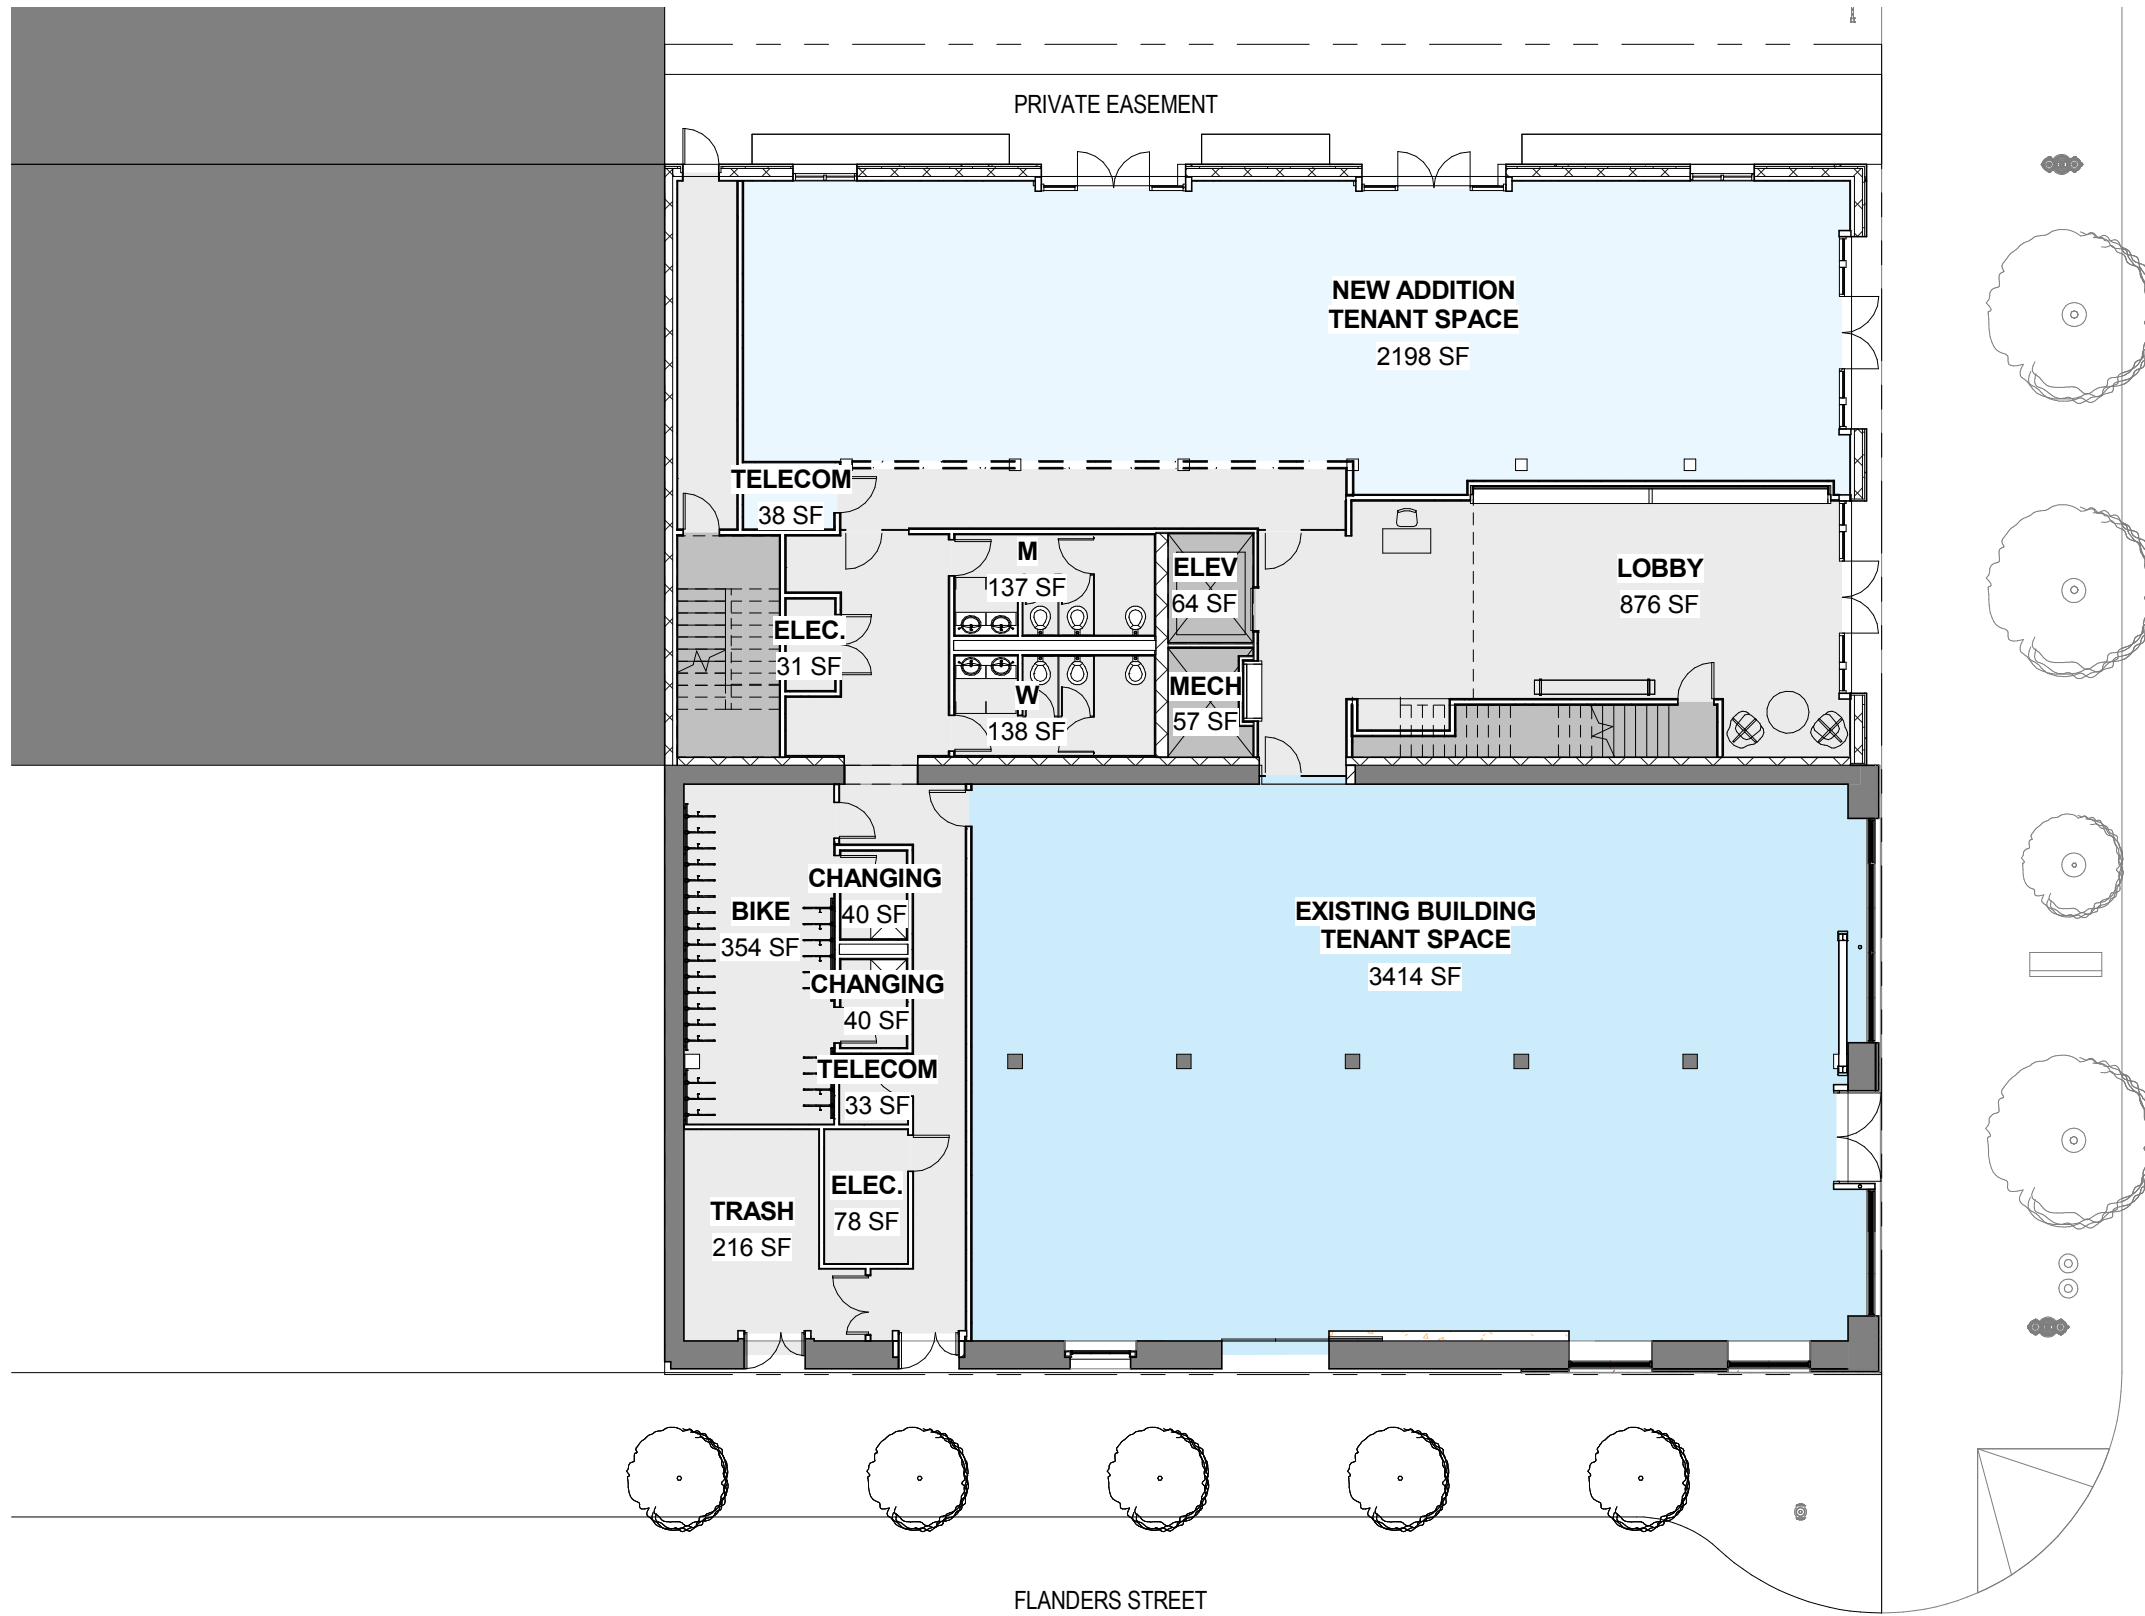 PRIVATE EASEMENT
NEW ADDITION
TENANT SPACE
2198 SF
TELECOM
38 SF
M
137 SF
ELEV
64 SF
LOBBY
876 SF
ELEC.
31 SF
W
138 SF
MECH
57 SF
CHANGING
40 SF
BIKE
354 SF
EXISTING BUILDING
TENANT SPACE
3414 SF
CHANGING
40 SF
TELECOM
33 SF
ELEC.
78 SF
TRASH
216 SF
FLANDERS STREET